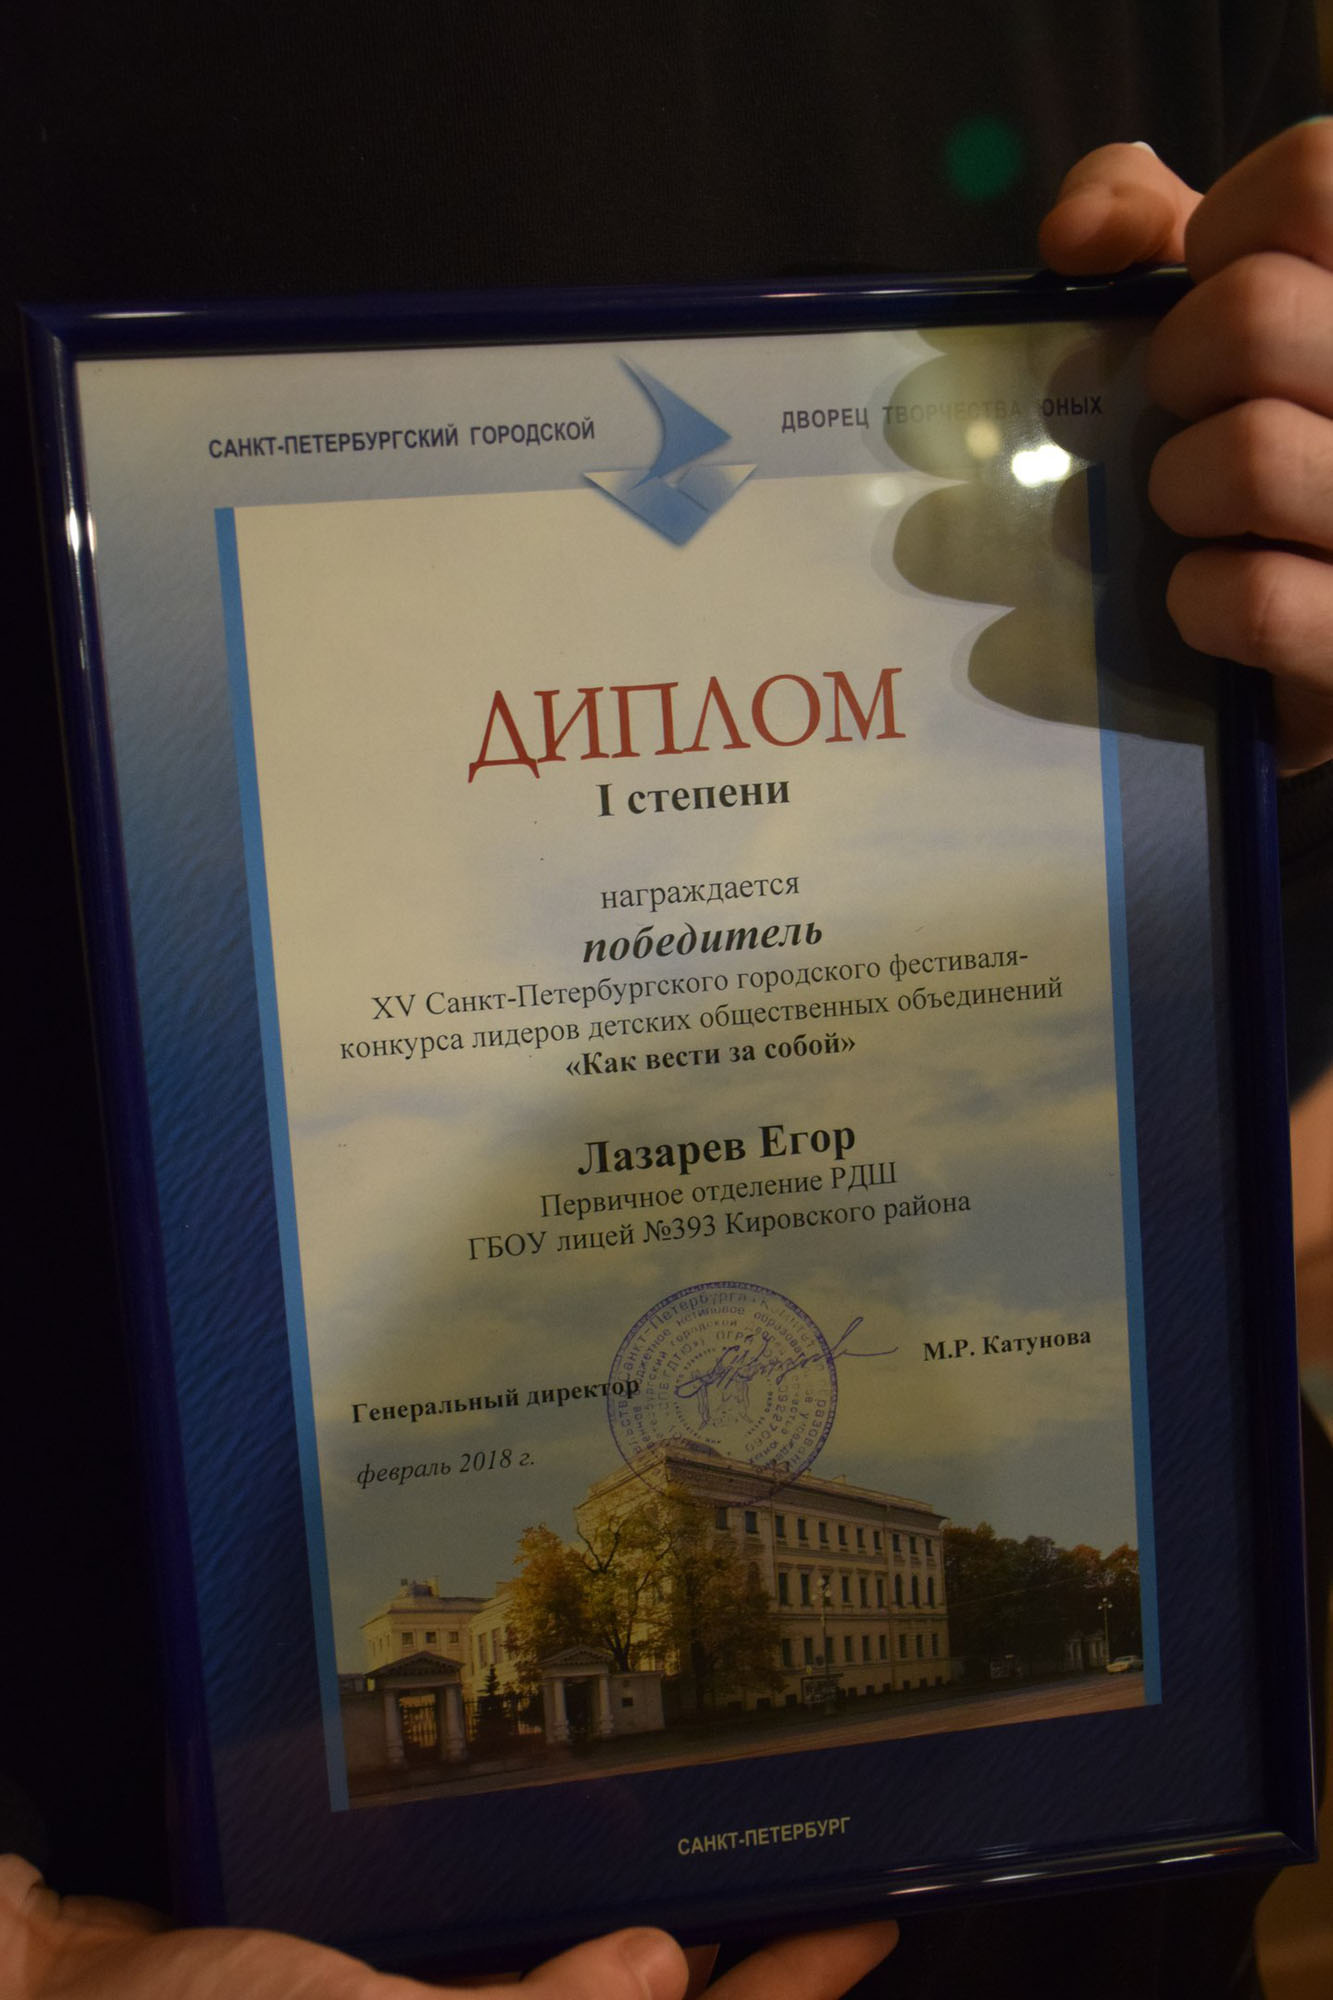 САНКТ-ПЕТЕРБУРГСКИЙ ГОРОДСКОЙ ДВОРЕЦ ТВОРЧЕСТВА ЮНЫХ
ДИПЛОМ
I степени
награждается
победитель
XV Санкт-Петербургского городского фестиваля-
конкурса лидеров детских общественных объединений
«Как вести за собой»
Лазарев Егор
Первичное отделение РДШ
ГБОУ лицей №393 Кировского района
Генеральный директор М.Р. Катунова
февраль 2018 г.
САНКТ-ПЕТЕРБУРГ